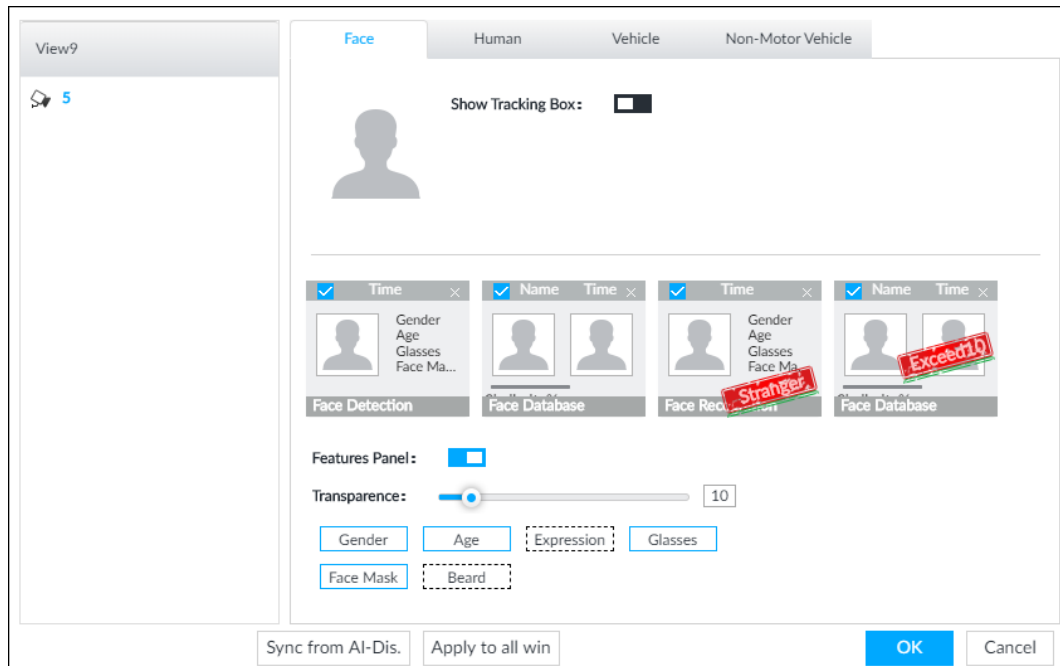 View9
5
Face
Human
Vehicle
Non-Motor Vehicle
Show Tracking Box:
Time
Gender
Age
Glasses
Face Ma...
Face Detection
Name Time
Face Database
Time
Gender
Age
Glasses
Face Ma...
Stranger
Face
Name Time
Exceed10
Face Database
Features Panel:
Transparence:
10
Gender
Age
Expression
Glasses
Face Mask
Beard
Sync from AI-Dis.
Apply to all win
OK
Cancel